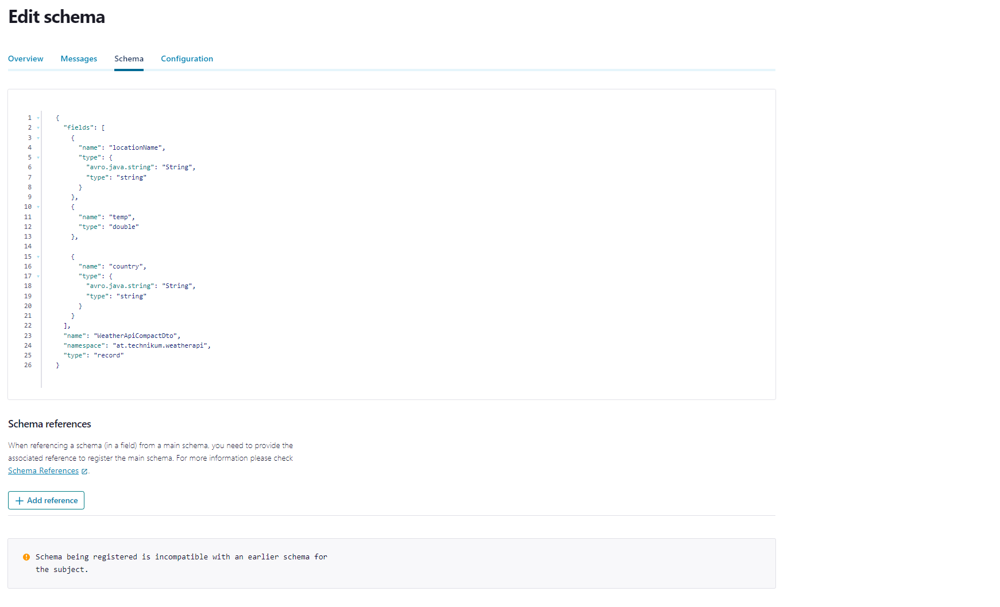 Edit schema
Overview Messages Schema Configuration
1 {
2 "fields": [
3 {
4 "name": "locationName",
5 "type": {
6 "avro.java.string": "String",
7 "type": "string"
8 }
9 },
10 {
11 "name": "temp",
12 "type": "double"
13 },
14
15 {
16 "name": "country",
17 "type": {
18 "avro.java.string": "String",
19 "type": "string"
20 }
21 }
22 ],
23 "name": "WeatherApiCompactDto",
24 "namespace": "at.technikum.weatherapi",
25 "type": "record"
26 }
Schema references
When referencing a schema (in a field) from a main schema, you need to provide the
associated reference to register the main schema. For more information please check
Schema References.
+ Add reference
Schema being registered is incompatible with an earlier schema for
the subject.